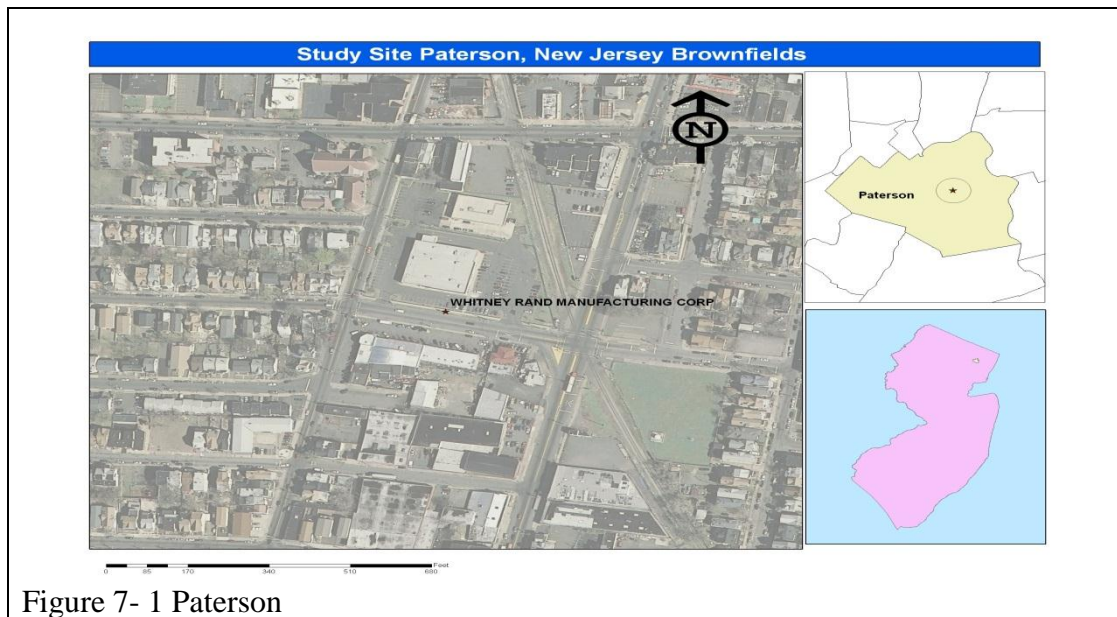 Study Site Paterson, New Jersey Brownfields
N
Paterson
WHITNEY RAND MANUFACTURING CORP
Feet
0 85 170 340 510 680
Figure 7- 1 Paterson